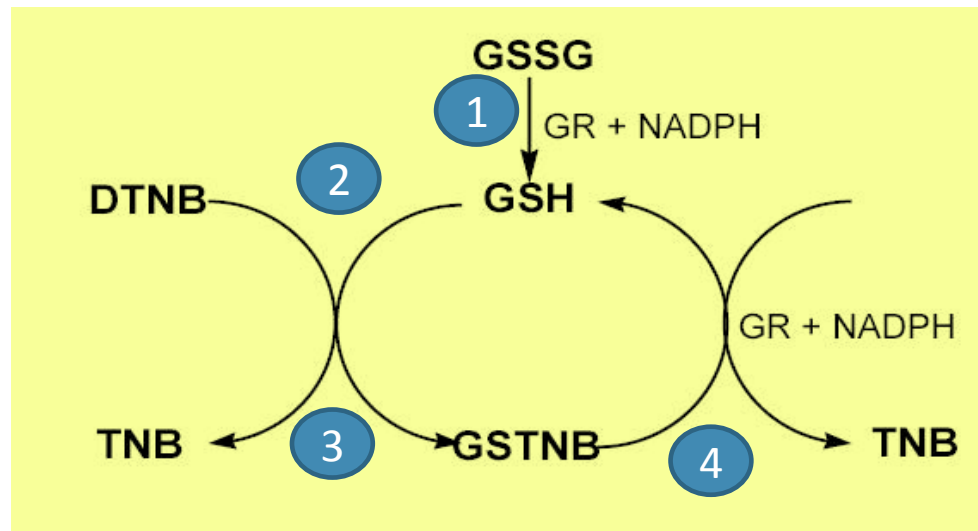 GSSG
1
GR + NADPH
2
DTNB
GSH
GR + NADPH
TNB
3
GSTNB
4
TNB